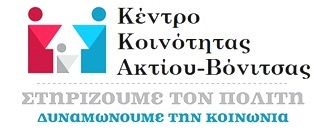 Κέντρο
Κοινότητας
Ακτίου-Βόνιτσας
ΣΤΗΡΙΖΟΥΜΕ ΤΟΝ ΠΟΛΙΤΗ
ΔΥΝΑΜΩΝΟΥΜΕ ΤΗΝ ΚΟΙΝΩΝΙΑ